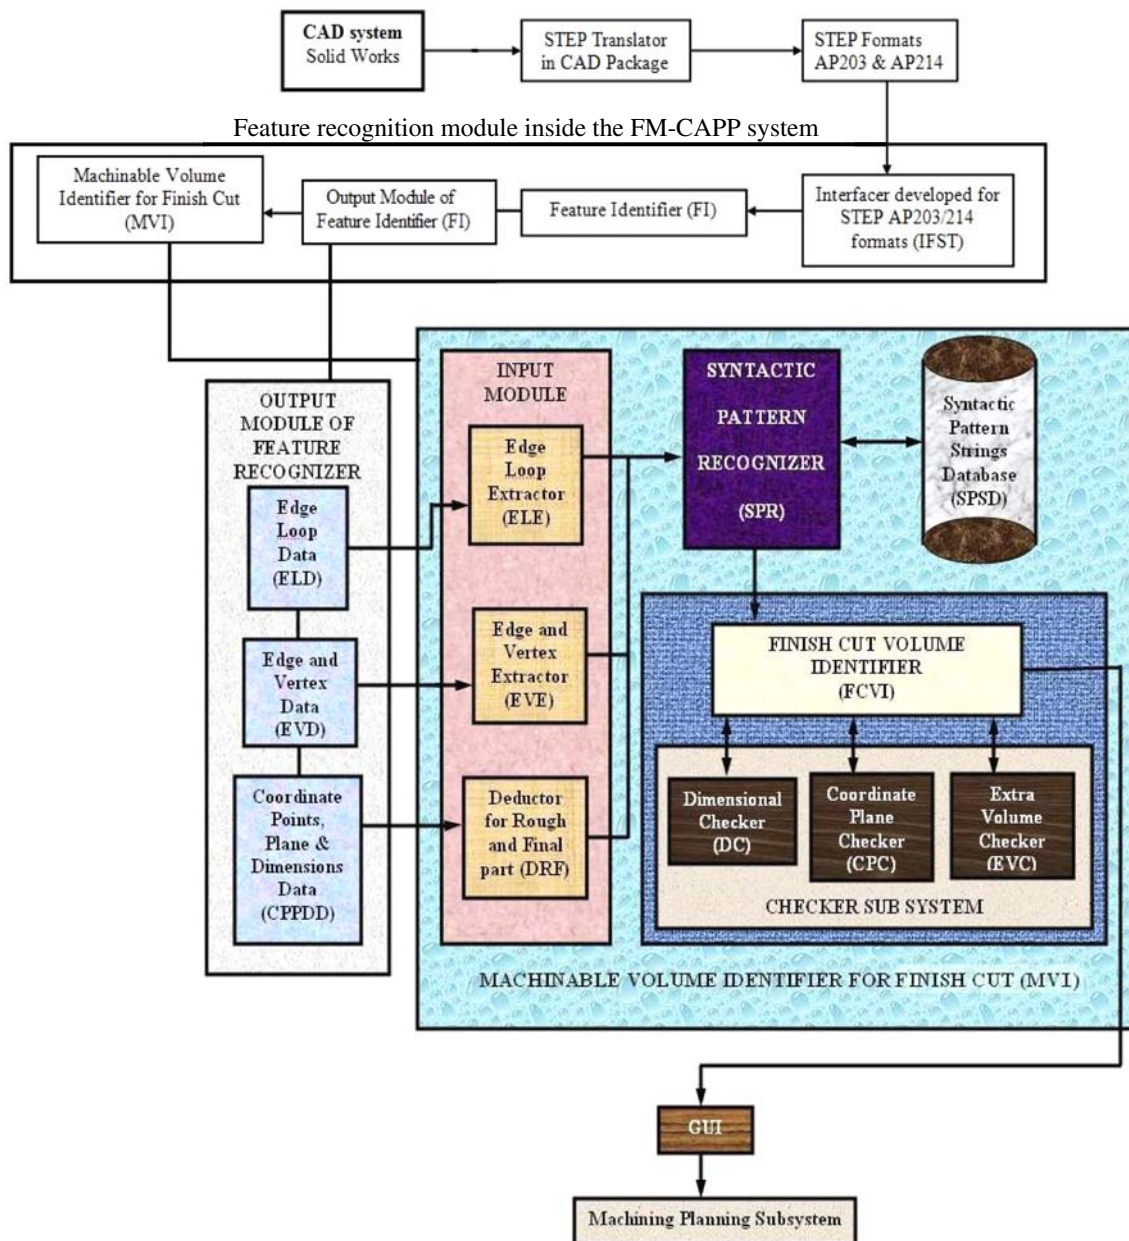 CAD system
Solid Works
STEP Translator
in CAD Package
STEP Formats
AP203 & AP214
Feature recognition module inside the FM-CAPP system
Machinable Volume
Identifier for Finish Cut
(MVI)
Output Module of
Feature Identifier (FI)
Feature Identifier (FI)
Interfacer developed for
STEP AP203/214
formats (IFST)
OUTPUT
MODULE OF
FEATURE
RECOGNIZER
Edge
Loop
Data
(ELD)
Edge and
Vertex
Data
(EVD)
Coordinate
Points,
Plane &
Dimensions
Data
(CPPDD)
INPUT
MODULE
Edge
Loop
Extractor
(ELE)
Edge and
Vertex
Extractor
(EVE)
Deductor
for Rough
and Final
part (DRF)
SYNTACTIC
PATTERN
RECOGNIZER
(SPR)
Syntactic
Pattern
Strings
Database
(SPSD)
FINISH CUT VOLUME
IDENTIFIER
(FCVI)
Dimensional
Checker
(DC)
Coordinate
Plane
Checker
(CPC)
Extra
Volume
Checker
(EVC)
CHECKER SUB SYSTEM
MACHINABLE VOLUME IDENTIFIER FOR FINISH CUT (MVI)
GUI
Machining Planning Subsystem